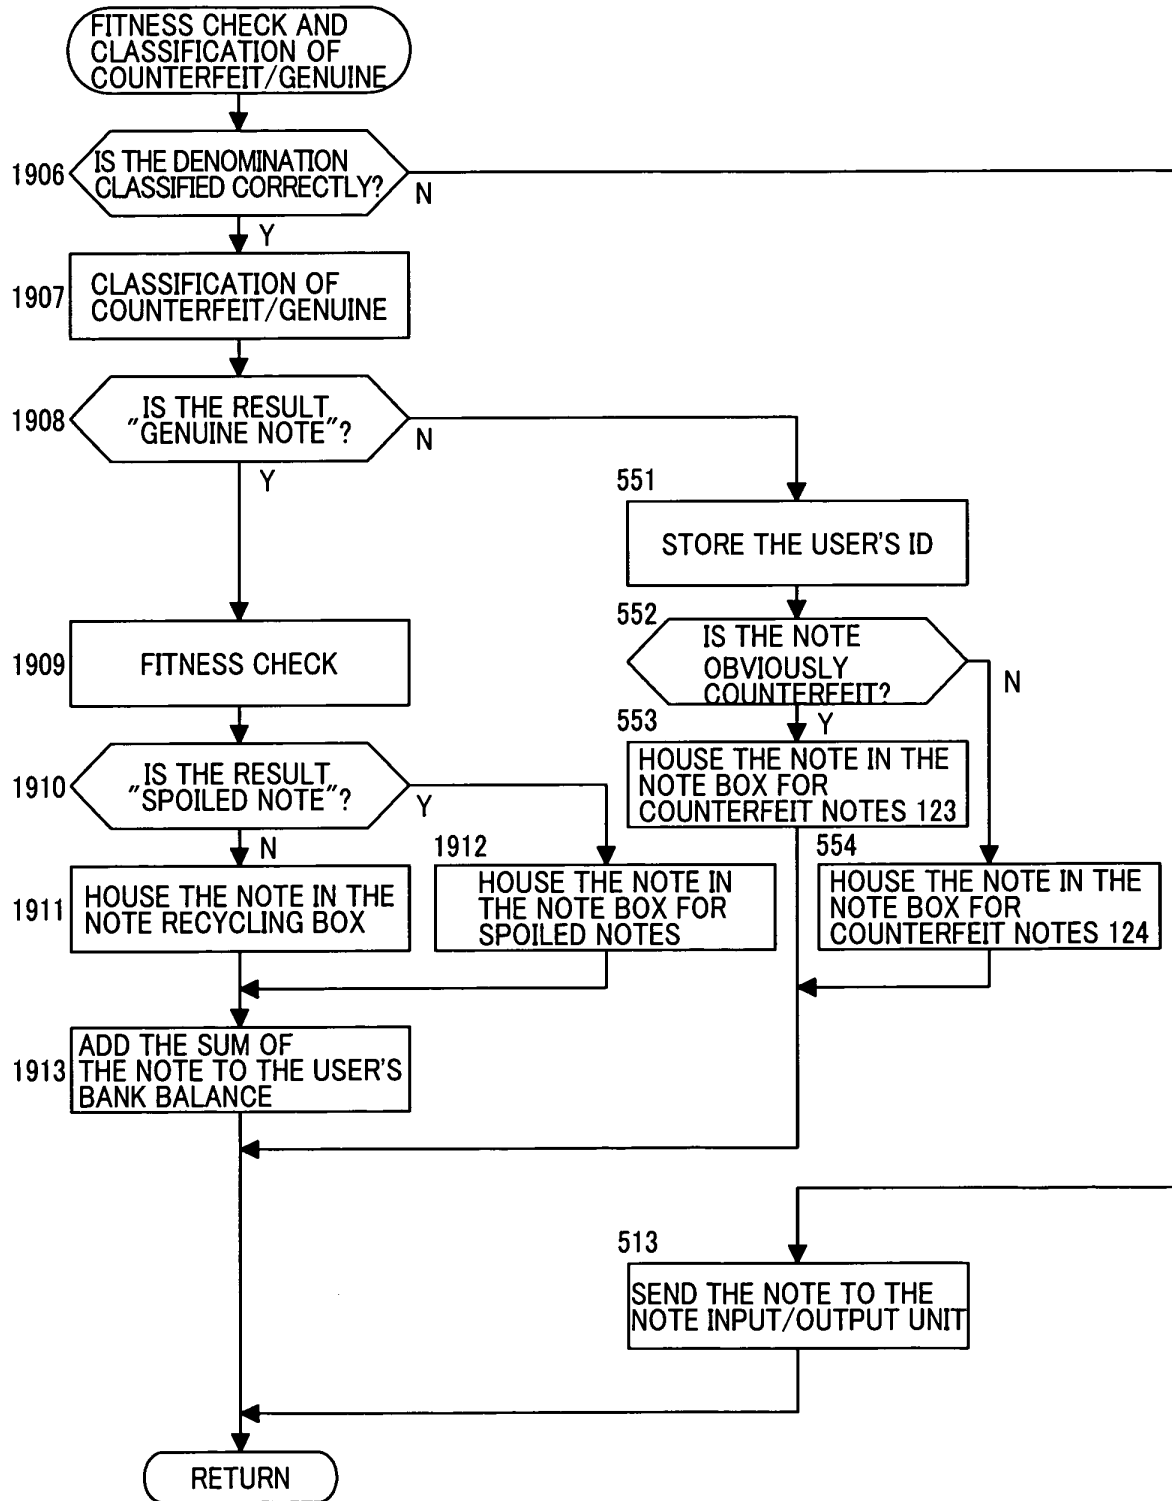 FITNESS CHECK AND
CLASSIFICATION OF
COUNTERFEIT/GENUINE
1906
IS THE DENOMINATION
CLASSIFIED CORRECTLY?
N
Y
1907
CLASSIFICATION OF
COUNTERFEIT/GENUINE
1908
IS THE RESULT
"GENUINE NOTE"?
N
Y
551
STORE THE USER'S ID
552
IS THE NOTE
OBVIOUSLY
COUNTERFEIT?
N
Y
1909
FITNESS CHECK
553
HOUSE THE NOTE IN THE
NOTE BOX FOR
COUNTERFEIT NOTES 123
1910
IS THE RESULT
"SPOILED NOTE"?
Y
N
554
HOUSE THE NOTE IN THE
NOTE BOX FOR
COUNTERFEIT NOTES 124
1911
HOUSE THE NOTE IN THE
NOTE RECYCLING BOX
1912
HOUSE THE NOTE IN
THE NOTE BOX FOR
SPOILED NOTES
1913
ADD THE SUM OF
THE NOTE TO THE USER'S
BANK BALANCE
513
SEND THE NOTE TO THE
NOTE INPUT/OUTPUT UNIT
RETURN